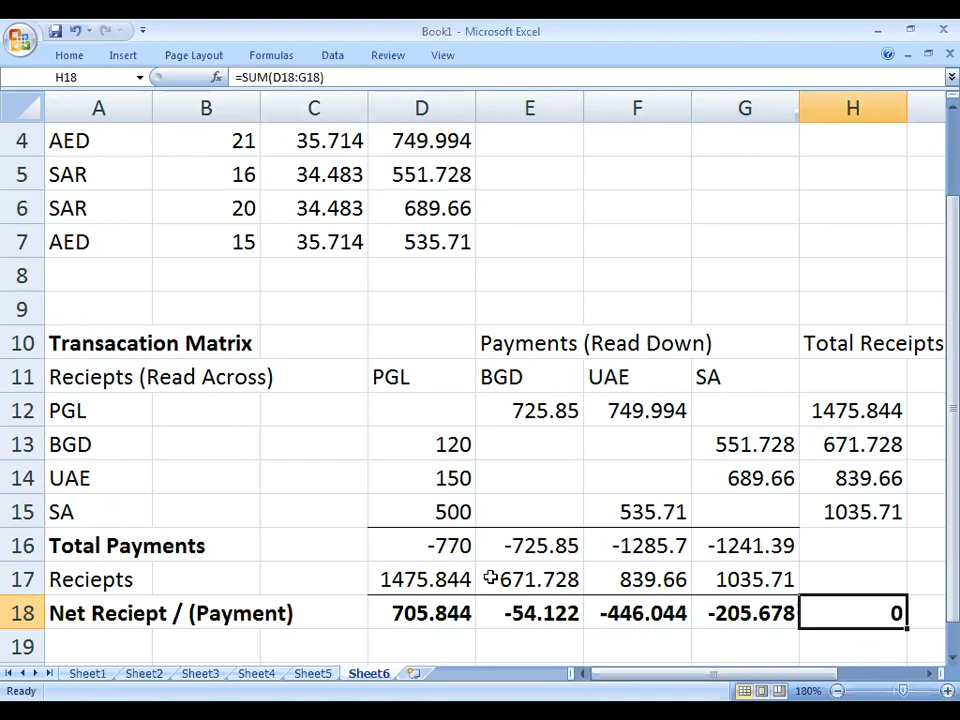 Book1 - Microsoft Excel
Home Insert Page Layout Formulas Data Review View
H18 fx =SUM(D18:G18)
A B C D E F G H
4 AED 21 35.714 749.994
5 SAR 16 34.483 551.728
6 SAR 20 34.483 689.66
7 AED 15 35.714 535.71
8
9
10 Transacation Matrix Payments (Read Down) Total Receipts
11 Reciepts (Read Across) PGL BGD UAE SA
12 PGL 725.85 749.994 1475.844
13 BGD 120 551.728 671.728
14 UAE 150 689.66 839.66
15 SA 500 535.71 1035.71
16 Total Payments -770 -725.85 -1285.7 -1241.39
17 Reciepts 1475.844 671.728 839.66 1035.71
18 Net Reciept / (Payment) 705.844 -54.122 -446.044 -205.678 0
19
Sheet1 Sheet2 Sheet3 Sheet4 Sheet5 Sheet6
Ready 180%